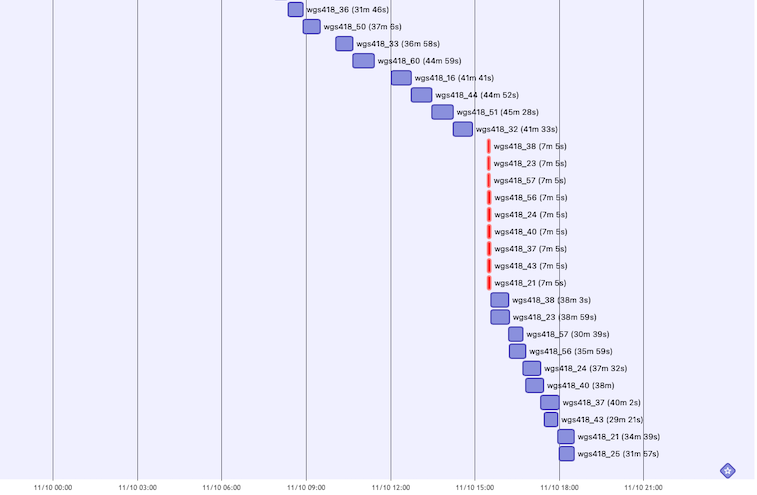 wgs418_36 (31m 46s)
wgs418_50 (37m 6s)
wgs418_33 (36m 58s)
wgs418_60 (44m 59s)
wgs418_16 (41m 41s)
wgs418_44 (44m 52s)
wgs418_51 (45m 28s)
wgs418_32 (41m 33s)
wgs418_38 (7m 5s)
wgs418_23 (7m 5s)
wgs418_57 (7m 5s)
wgs418_56 (7m 5s)
wgs418_24 (7m 5s)
wgs418_40 (7m 5s)
wgs418_37 (7m 5s)
wgs418_43 (7m 5s)
wgs418_21 (7m 5s)
wgs418_38 (38m 3s)
wgs418_23 (38m 59s)
wgs418_57 (30m 39s)
wgs418_56 (35m 59s)
wgs418_24 (37m 32s)
wgs418_40 (38m)
wgs418_37 (40m 2s)
wgs418_43 (29m 21s)
wgs418_21 (34m 39s)
wgs418_25 (31m 57s)
11/10 00:00 11/10 03:00 11/10 06:00 11/10 09:00 11/10 12:00 11/10 15:00 11/10 18:00 11/10 21:00